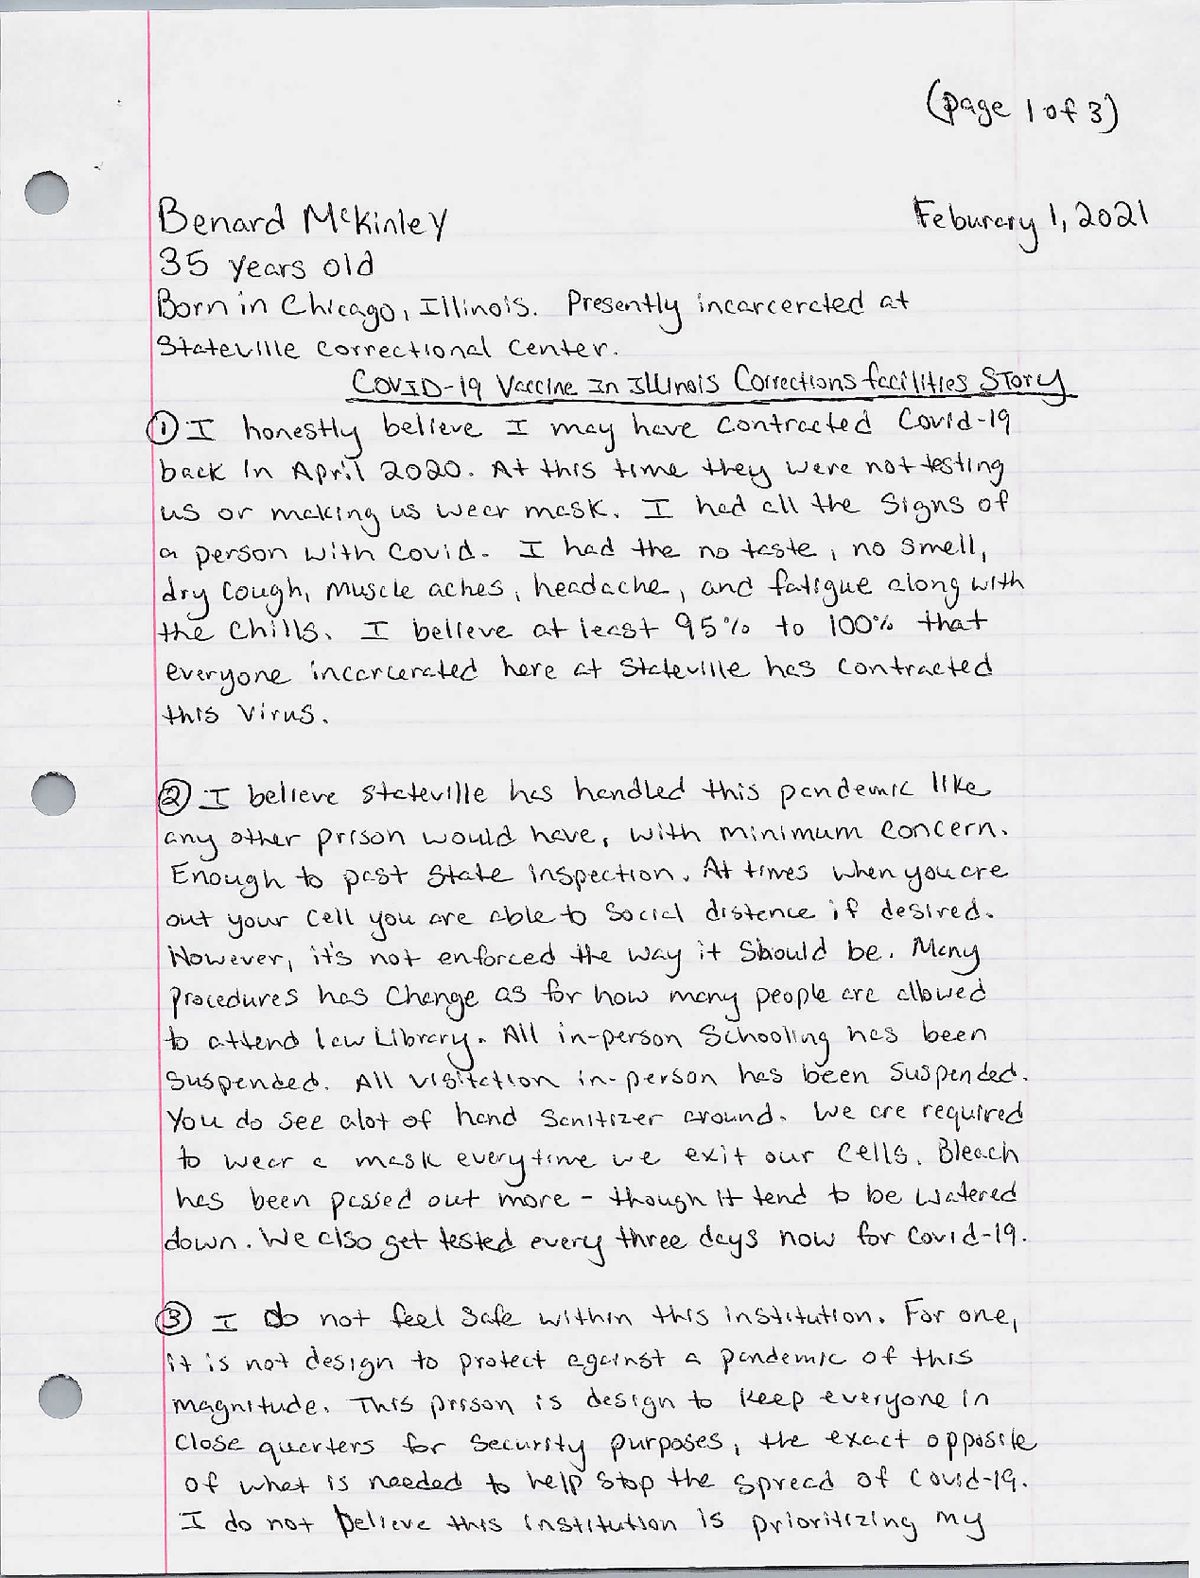 (page 1 of 3)
Benard McKinley
Feburary 1, 2021
35 years old
Born in Chicago, Illinois. Presently incarcerated at
Stateville Correctional Center.
COVID-19 Vaccine In Illinois Corrections facilities Story
① I honestly believe I may have contracted Covid-19
back in April 2020. At this time they were not testing
us or making us wear mask. I had all the signs of
a person with Covid. I had the no taste, no smell,
dry cough, muscle aches, headache, and fatigue along with
the chills. I believe at least 95% to 100% that
everyone incarcerated here at Stateville has contracted
this virus.
② I believe Stateville has handled this pandemic like
any other prison would have, with minimum concern.
Enough to past State inspection. At times when you are
out your cell you are able to social distance if desired.
However, it's not enforced the way it should be. Many
procedures has change as for how many people are allowed
to attend law library. All in-person schooling has been
suspended. All visitation in-person has been suspended.
You do see alot of hand sanitizer around. We are required
to wear a mask everytime we exit our cells. Bleach
has been passed out more - though it tend to be watered
down. We also get tested every three days now for Covid-19.
③ I do not feel safe within this institution. For one,
it is not design to protect against a pandemic of this
magnitude. This prison is design to keep everyone in
close quarters for security purposes, the exact opposite
of what is needed to help stop the spread of Covid-19.
I do not believe this institution is prioritizing my